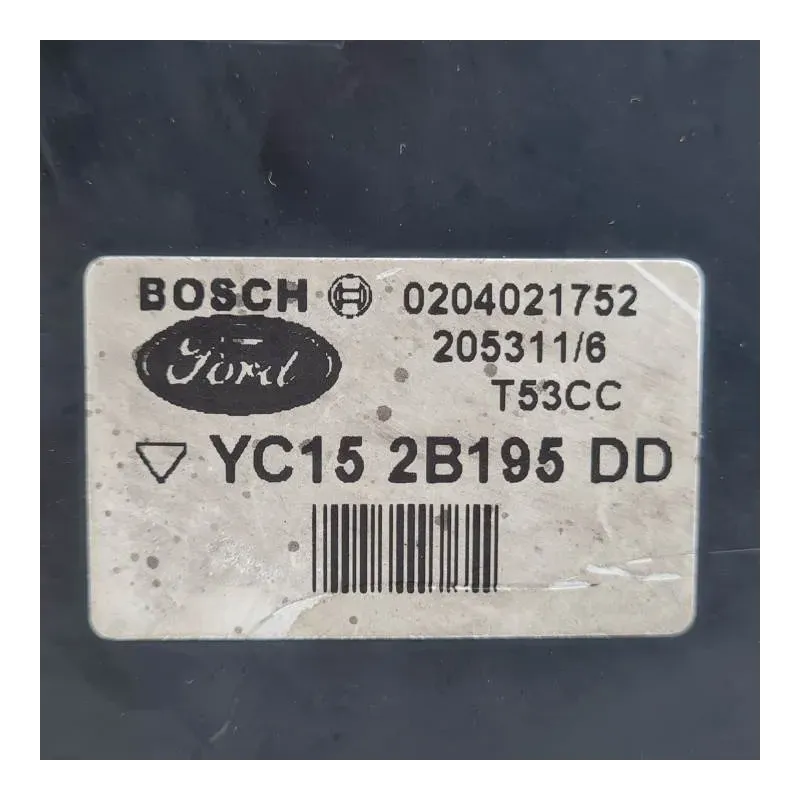 BOSCH 0204021752
Ford 205311/6
T53CC
YC15 2B195 DD